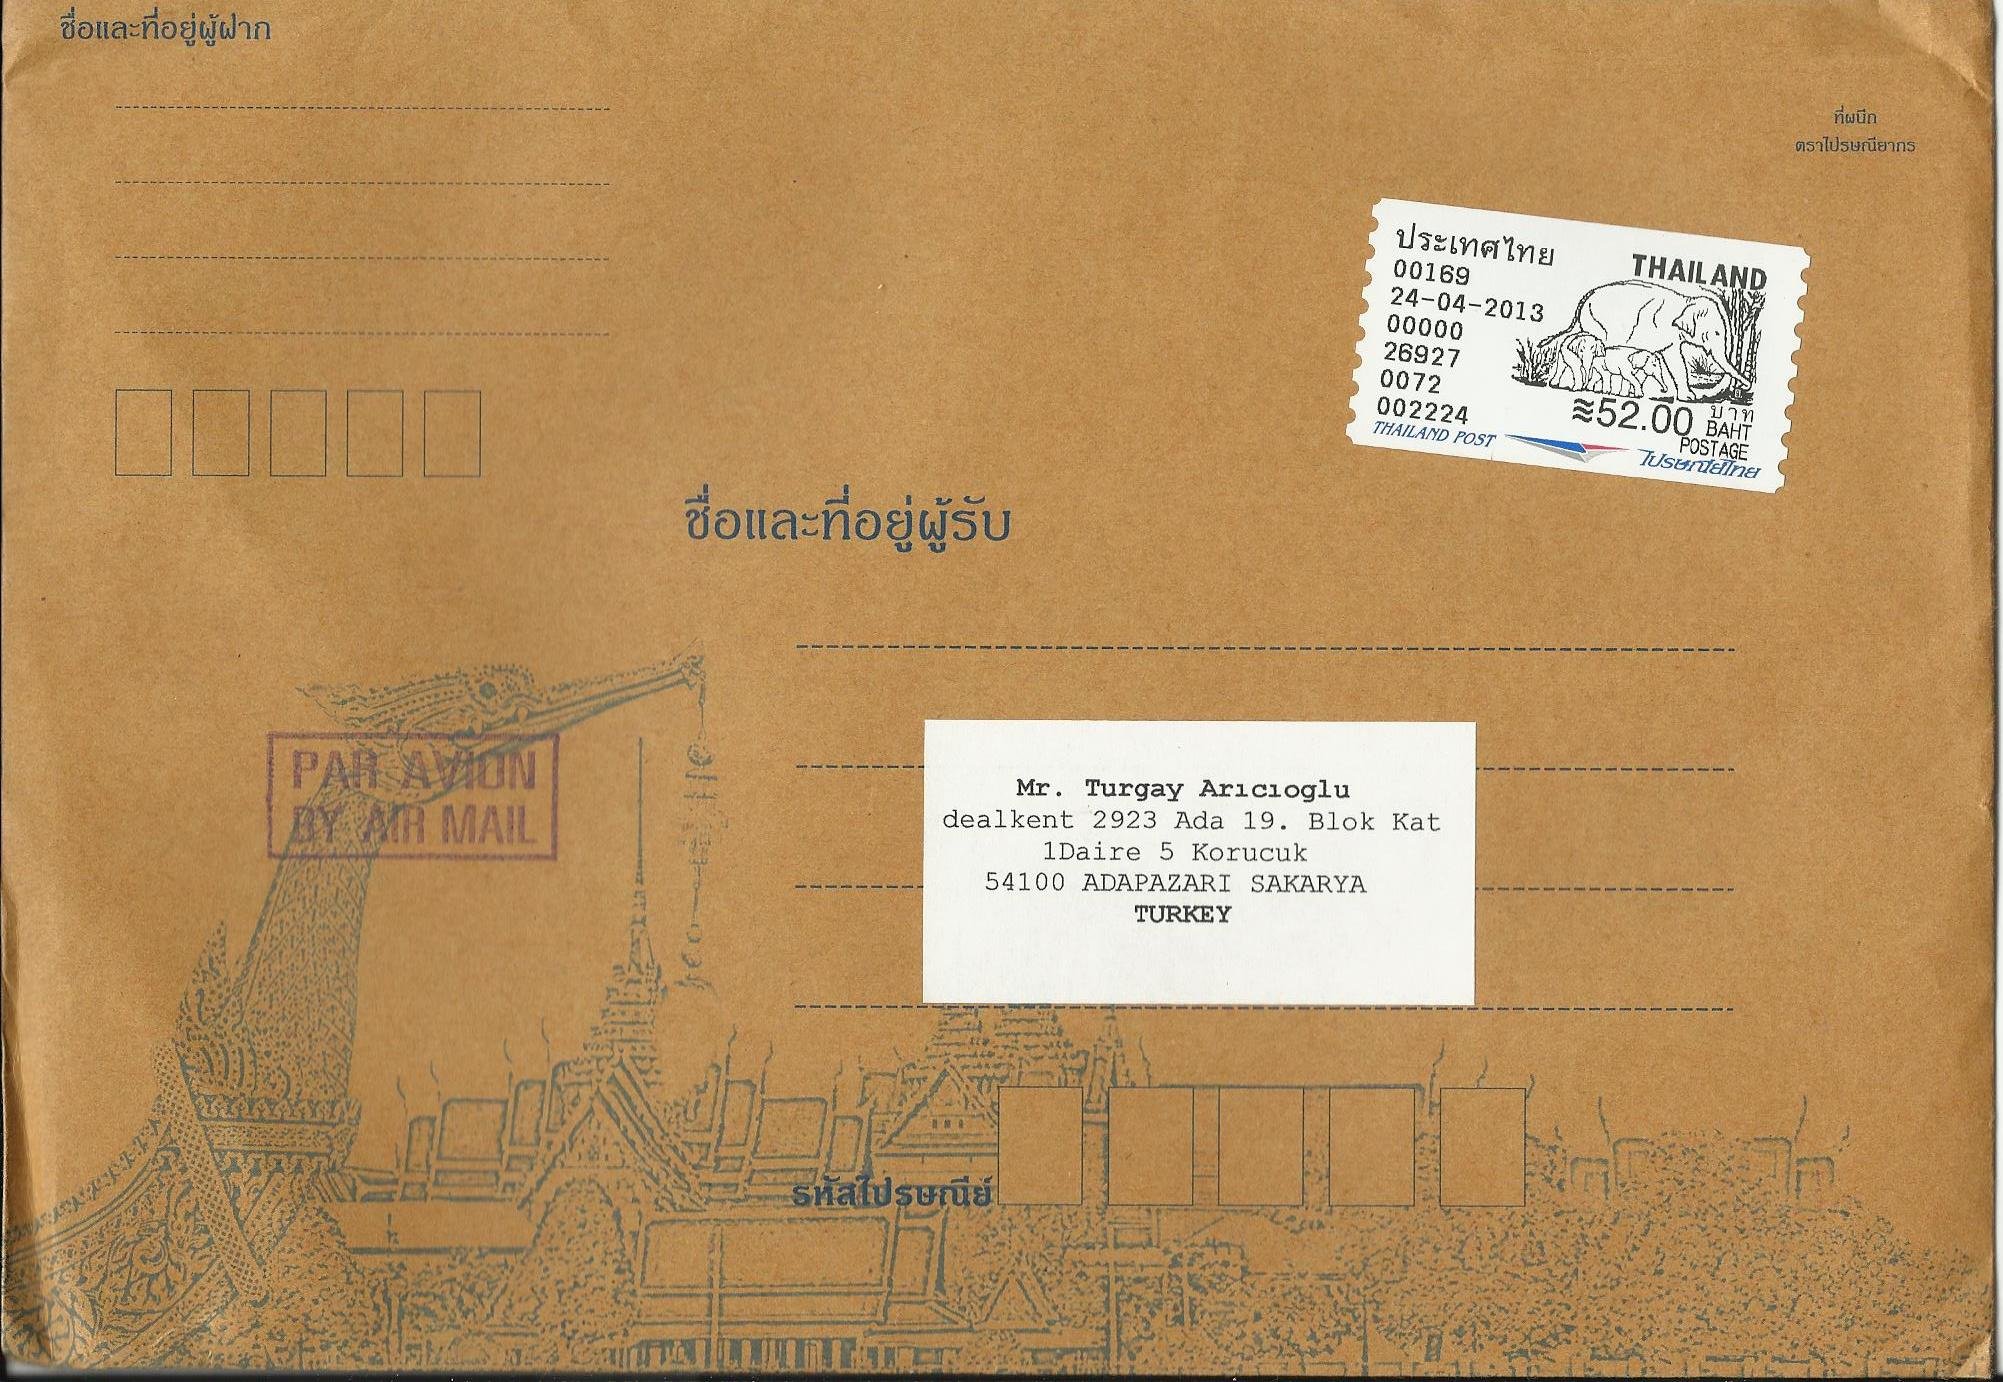 ชื่อและที่อยู่ผู้ฝาก
ที่ผนึก
ตราไปรษณียากร
ประเทศไทย
THAILAND
00169
24-04-2013
00000
26927
0072
002224
≋52.00 บาท
BAHT
POSTAGE
THAILAND POST ไปรษณีย์ไทย
ชื่อและที่อยู่ผู้รับ
PAR AVION
BY AIR MAIL
Mr. Turgay Arıcıoglu
dealkent 2923 Ada 19. Blok Kat
1Daire 5 Korucuk
54100 ADAPAZARI SAKARYA
TURKEY
รหัสไปรษณีย์